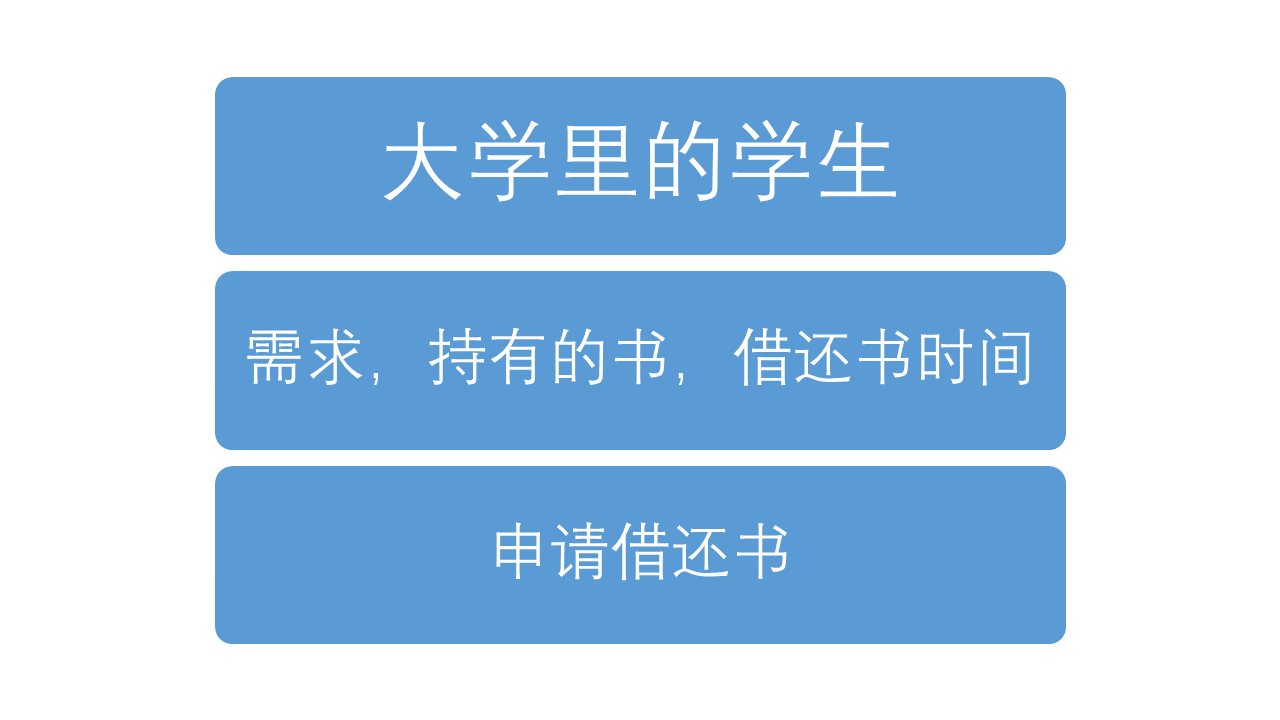 大学里的学生
需求，持有的书，借还书时间
申请借还书